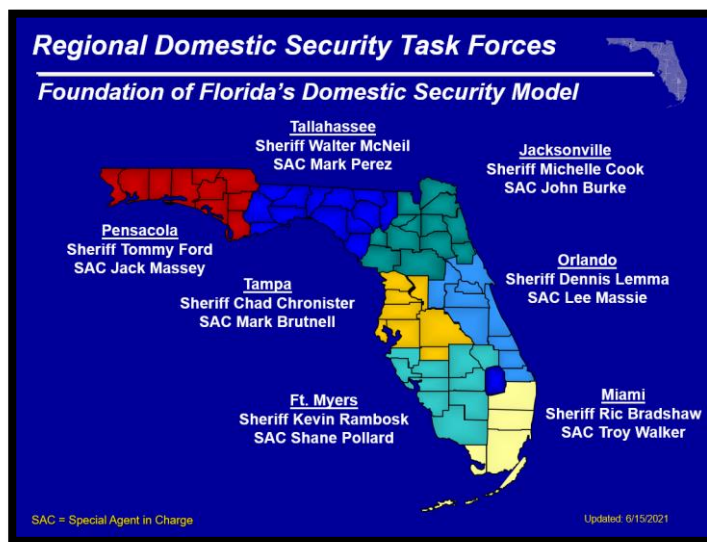 Regional Domestic Security Task Forces
Foundation of Florida's Domestic Security Model
Tallahassee
Sheriff Walter McNeil
SAC Mark Perez
Jacksonville
Sheriff Michelle Cook
SAC John Burke
Pensacola
Sheriff Tommy Ford
SAC Jack Massey
Orlando
Sheriff Dennis Lemma
SAC Lee Massie
Tampa
Sheriff Chad Chronister
SAC Mark Brutnell
Ft. Myers
Sheriff Kevin Rambosk
SAC Shane Pollard
Miami
Sheriff Ric Bradshaw
SAC Troy Walker
SAC = Special Agent in Charge
Updated: 6/15/2021